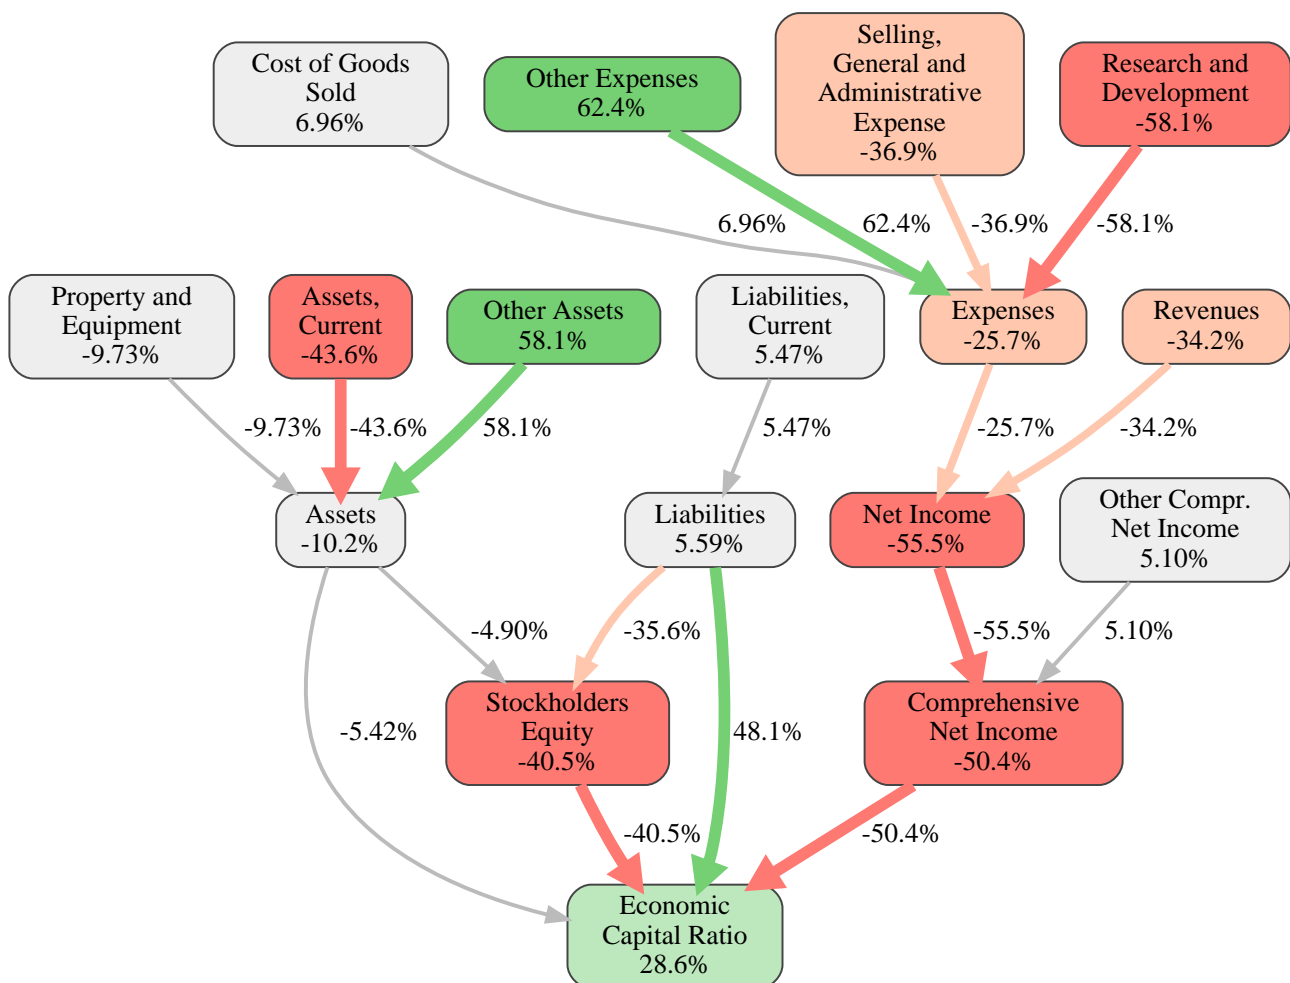 Cost of Goods
Sold
6.96%
Other Expenses
62.4%
Selling,
General and
Administrative
Expense
-36.9%
Research and
Development
-58.1%
6.96%
62.4%
-36.9%
-58.1%
Property and
Equipment
-9.73%
Assets,
Current
-43.6%
Other Assets
58.1%
Liabilities,
Current
5.47%
Expenses
-25.7%
Revenues
-34.2%
-9.73%
-43.6%
58.1%
5.47%
-25.7%
-34.2%
Assets
-10.2%
Liabilities
5.59%
Net Income
-55.5%
Other Compr.
Net Income
5.10%
-4.90%
-35.6%
-55.5%
5.10%
-5.42%
Stockholders
Equity
-40.5%
48.1%
Comprehensive
Net Income
-50.4%
-40.5%
-50.4%
Economic
Capital Ratio
28.6%